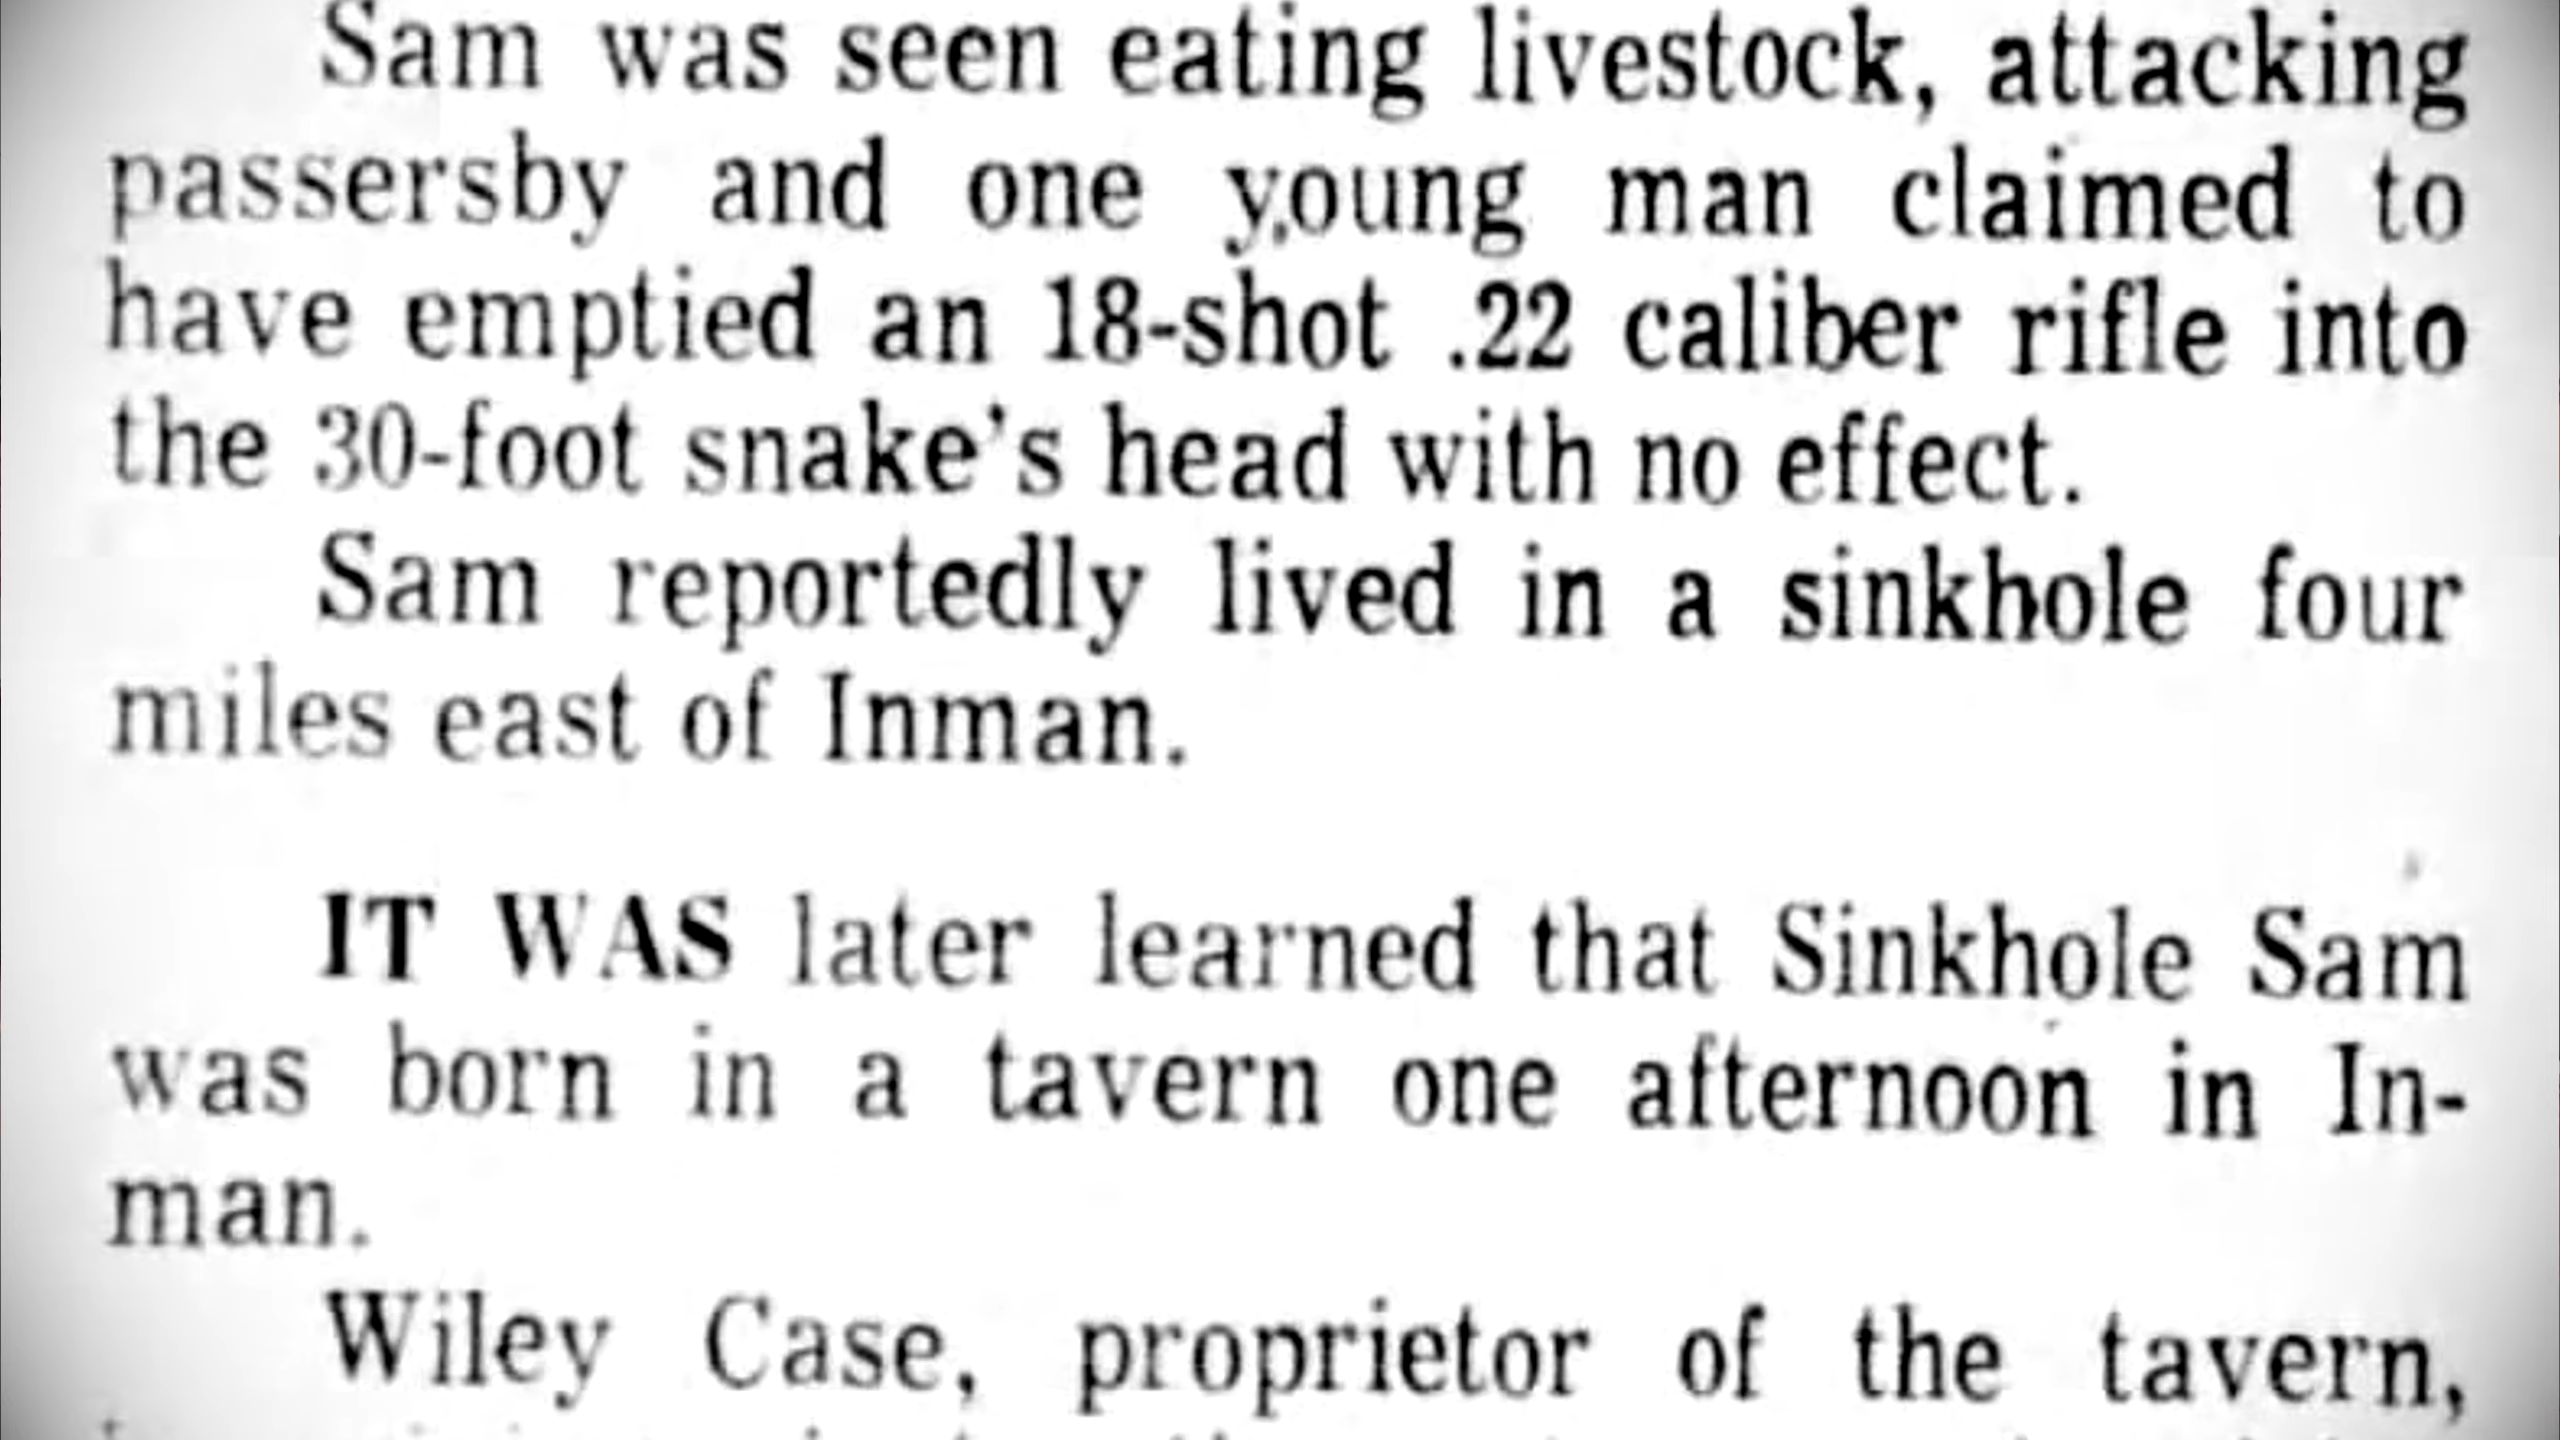 Sam was seen eating livestock, attacking
passersby and one young man claimed to
have emptied an 18-shot .22 caliber rifle into
the 30-foot snake's head with no effect.
Sam reportedly lived in a sinkhole four
miles east of Inman.
IT WAS later learned that Sinkhole Sam
was born in a tavern one afternoon in In-
man.
Wiley Case, proprietor of the tavern,